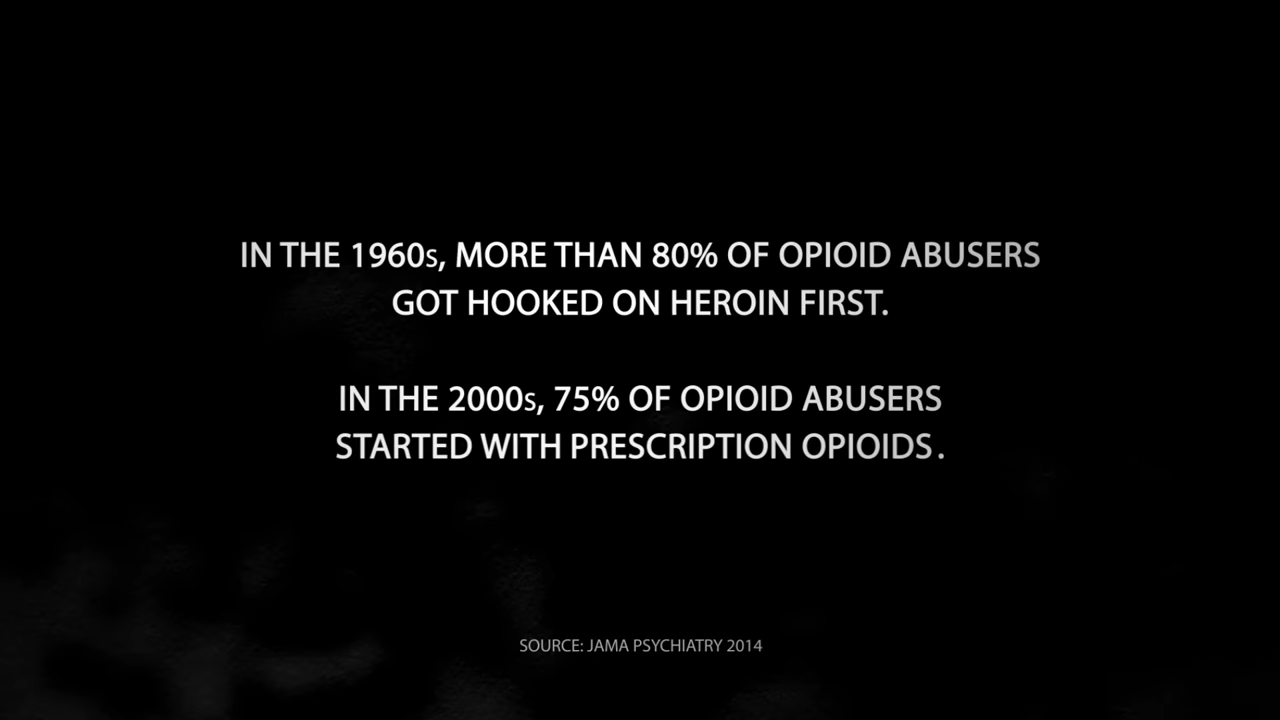 IN THE 1960s, MORE THAN 80% OF OPIOID ABUSERS
GOT HOOKED ON HEROIN FIRST.
IN THE 2000s, 75% OF OPIOID ABUSERS
STARTED WITH PRESCRIPTION OPIOIDS.
SOURCE: JAMA PSYCHIATRY 2014